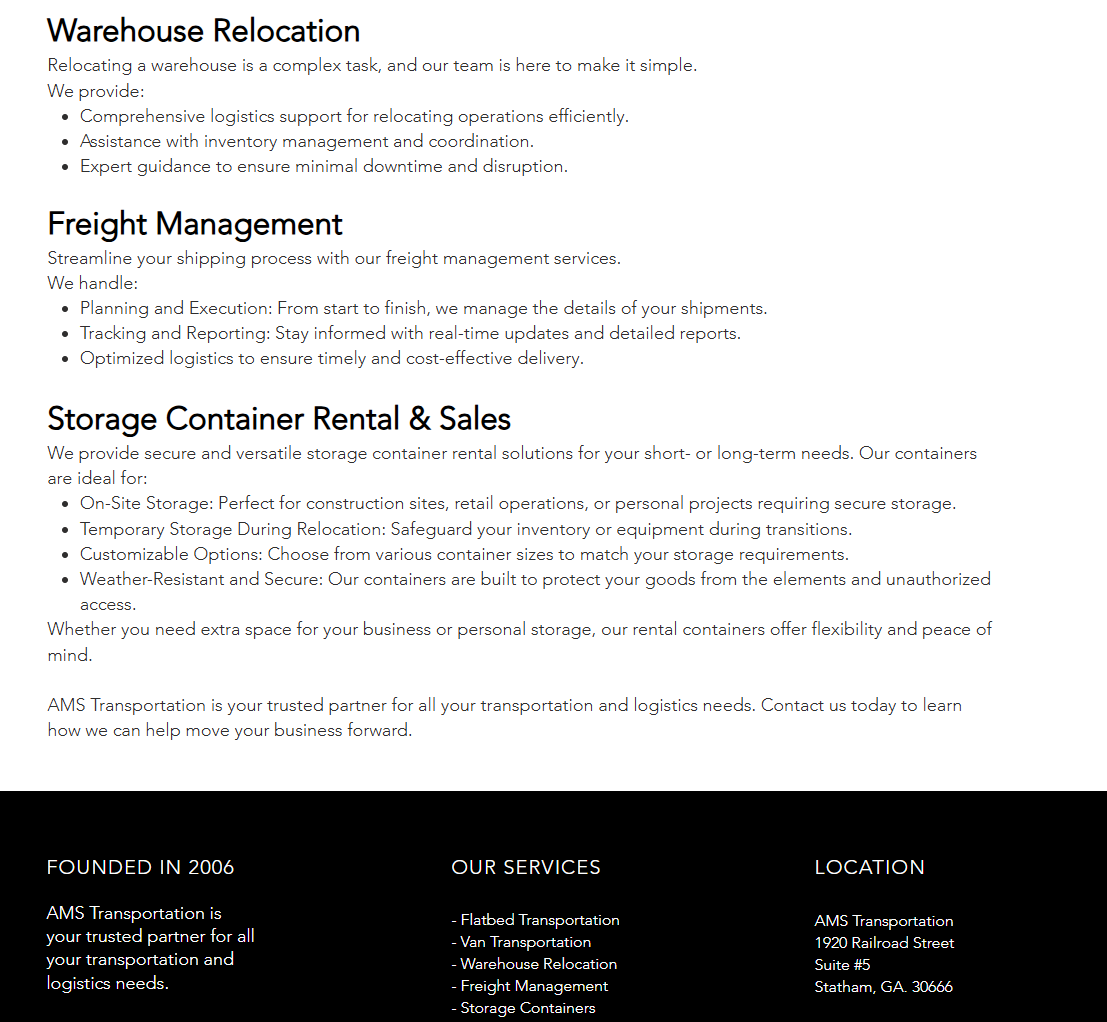 Warehouse Relocation
Relocating a warehouse is a complex task, and our team is here to make it simple.
We provide:
• Comprehensive logistics support for relocating operations efficiently.
• Assistance with inventory management and coordination.
• Expert guidance to ensure minimal downtime and disruption.
Freight Management
Streamline your shipping process with our freight management services.
We handle:
• Planning and Execution: From start to finish, we manage the details of your shipments.
• Tracking and Reporting: Stay informed with real-time updates and detailed reports.
• Optimized logistics to ensure timely and cost-effective delivery.
Storage Container Rental & Sales
We provide secure and versatile storage container rental solutions for your short- or long-term needs. Our containers
are ideal for:
• On-Site Storage: Perfect for construction sites, retail operations, or personal projects requiring secure storage.
• Temporary Storage During Relocation: Safeguard your inventory or equipment during transitions.
• Customizable Options: Choose from various container sizes to match your storage requirements.
• Weather-Resistant and Secure: Our containers are built to protect your goods from the elements and unauthorized
access.
Whether you need extra space for your business or personal storage, our rental containers offer flexibility and peace of
mind.
AMS Transportation is your trusted partner for all your transportation and logistics needs. Contact us today to learn
how we can help move your business forward.
FOUNDED IN 2006
AMS Transportation is
your trusted partner for all
your transportation and
logistics needs.
OUR SERVICES
- Flatbed Transportation
- Van Transportation
- Warehouse Relocation
- Freight Management
- Storage Containers
LOCATION
AMS Transportation
1920 Railroad Street
Suite #5
Statham, GA. 30666